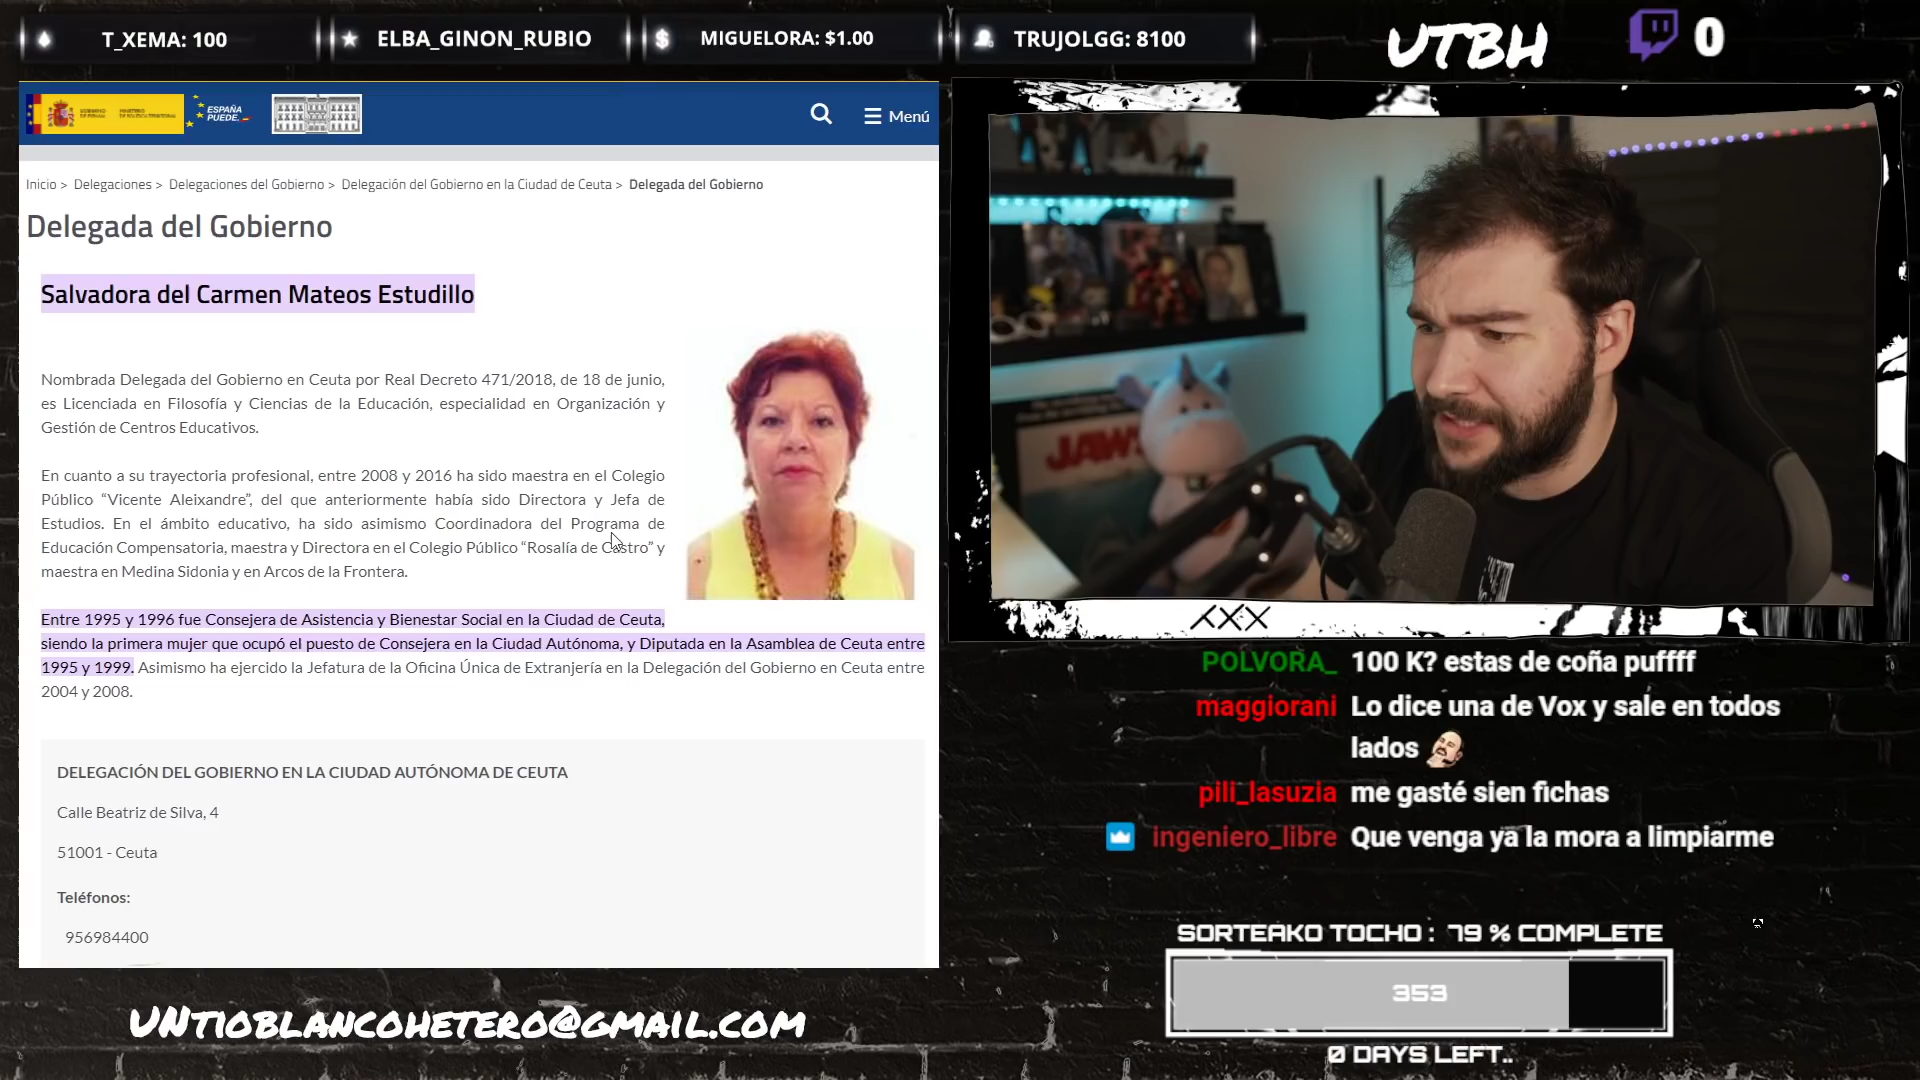 T_XEMA: 100
ELBA_GINON_RUBIO
MIGUELORA: $1.00
TRUJOLGG: 8100
UTBH
0
GOBIERNO DE ESPAÑA
MINISTERIO DE POLÍTICA TERRITORIAL
ESPAÑA PUEDE.
Menú
Inicio > Delegaciones > Delegaciones del Gobierno > Delegación del Gobierno en la Ciudad de Ceuta > Delegada del Gobierno
Delegada del Gobierno
Salvadora del Carmen Mateos Estudillo
Nombrada Delegada del Gobierno en Ceuta por Real Decreto 471/2018, de 18 de junio,
es Licenciada en Filosofía y Ciencias de la Educación, especialidad en Organización y
Gestión de Centros Educativos.
En cuanto a su trayectoria profesional, entre 2008 y 2016 ha sido maestra en el Colegio
Público “Vicente Aleixandre”, del que anteriormente había sido Directora y Jefa de
Estudios. En el ámbito educativo, ha sido asimismo Coordinadora del Programa de
Educación Compensatoria, maestra y Directora en el Colegio Público “Rosalía de Castro” y
maestra en Medina Sidonia y en Arcos de la Frontera.
Entre 1995 y 1996 fue Consejera de Asistencia y Bienestar Social en la Ciudad de Ceuta,
siendo la primera mujer que ocupó el puesto de Consejera en la Ciudad Autónoma, y Diputada en la Asamblea de Ceuta entre
1995 y 1999. Asimismo ha ejercido la Jefatura de la Oficina Única de Extranjería en la Delegación del Gobierno en Ceuta entre
2004 y 2008.
DELEGACIÓN DEL GOBIERNO EN LA CIUDAD AUTÓNOMA DE CEUTA
Calle Beatriz de Silva, 4
51001 - Ceuta
Teléfonos:
956984400
JAWS
XXX
POLVORA_ 100 K? estas de coña puffff
maggiorani Lo dice una de Vox y sale en todos
lados
pili_lasuzia me gasté sien fichas
ingeniero_libre Que venga ya la mora a limpiarme
SORTEAKO TOCHO : 79 % COMPLETE
353
0 DAYS LEFT..
UNTIOBLANCOHETERO@GMAIL.COM